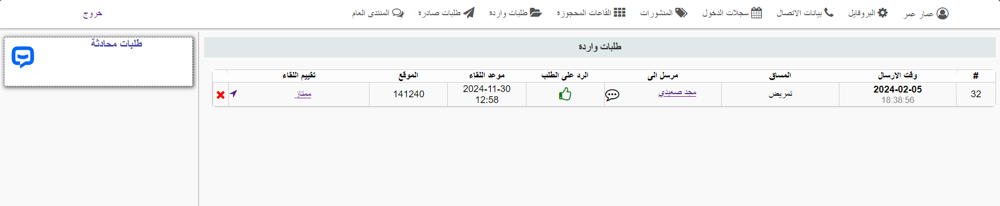 عمار عمر البروفايل بيانات الاتصال سجلات الدخول المنشورات القاعات المحجوزة طلبات واردة طلبات صادرة المنتدى العام خروج
طلبات واردة
# وقت الارسال المساق مرسل الى الرد على الطلب موعد اللقاء الموقع تقييم اللقاء
32 2024-02-05 تمريض مجد صعيدي 2024-11-30 141240 ممتاز
18:38:56 12:58
طلبات محادثة